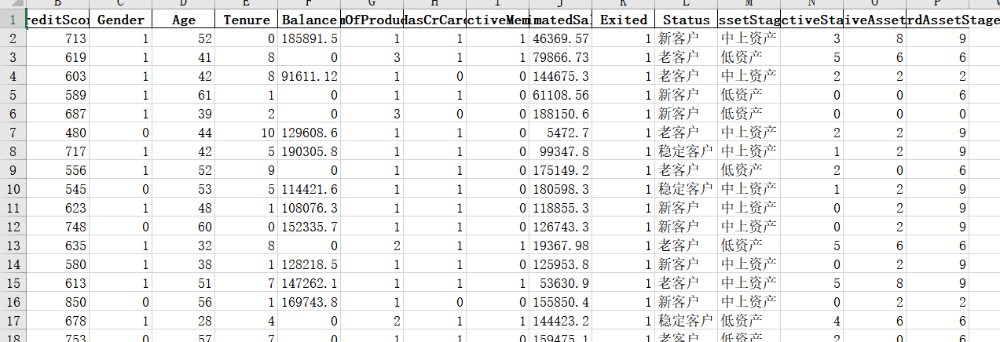 B C D E F G H I J K L M N O P
1 reditScor Gender Age Tenure Balance nOfProduc dasCrCard ctiveMem matedSal Exited Status ssetStag ctiveSta iveAsset rdAssetStage
2 713 1 52 0 185891.5 1 1 1 46369.57 1 新客户 中上资产 3 8 9
3 619 1 41 8 0 3 1 1 79866.73 1 老客户 低资产 5 6 6
4 603 1 42 8 91611.12 1 0 0 144675.3 1 老客户 中上资产 2 2 2
5 589 1 61 1 0 1 1 0 61108.56 1 新客户 低资产 0 0 6
6 687 1 39 2 0 3 0 0 188150.6 1 新客户 低资产 0 0 0
7 480 0 44 10 129608.6 1 1 0 5472.7 1 老客户 中上资产 2 2 9
8 717 1 42 5 190305.8 1 1 0 99347.8 1 稳定客户 中上资产 1 2 9
9 556 1 52 9 0 1 1 0 175149.2 1 老客户 低资产 2 0 6
10 545 0 53 5 114421.6 1 1 0 180598.3 1 稳定客户 中上资产 1 2 9
11 623 1 48 1 108076.3 1 1 0 118855.3 1 新客户 中上资产 0 2 9
12 748 0 60 0 152335.7 1 1 0 126743.3 1 新客户 中上资产 0 2 9
13 635 1 32 8 0 2 1 1 19367.98 1 老客户 低资产 5 6 6
14 580 1 38 1 128218.5 1 1 0 125953.8 1 新客户 中上资产 0 2 9
15 613 1 51 7 147262.1 1 1 1 53630.9 1 老客户 中上资产 5 8 9
16 850 0 56 1 169743.8 1 0 0 155850.4 1 新客户 中上资产 0 2 2
17 678 1 28 4 0 2 1 1 144423.2 1 稳定客户 低资产 4 6 6
18 753 0 57 7 0 1 1 0 159475.1 1 老客户 低资产 2 0 6